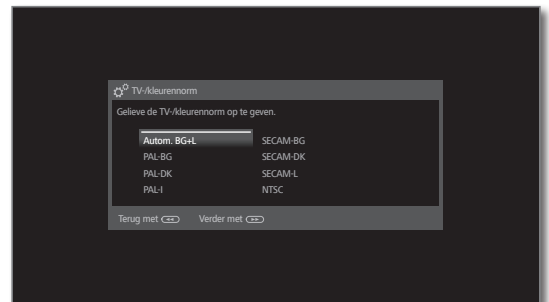 TV-/kleurennorm
Gelieve de TV-/kleurennorm op te geven.
Autom. BG+L SECAM-BG
PAL-BG SECAM-DK
PAL-DK SECAM-L
PAL-I NTSC
Terug met Verder met